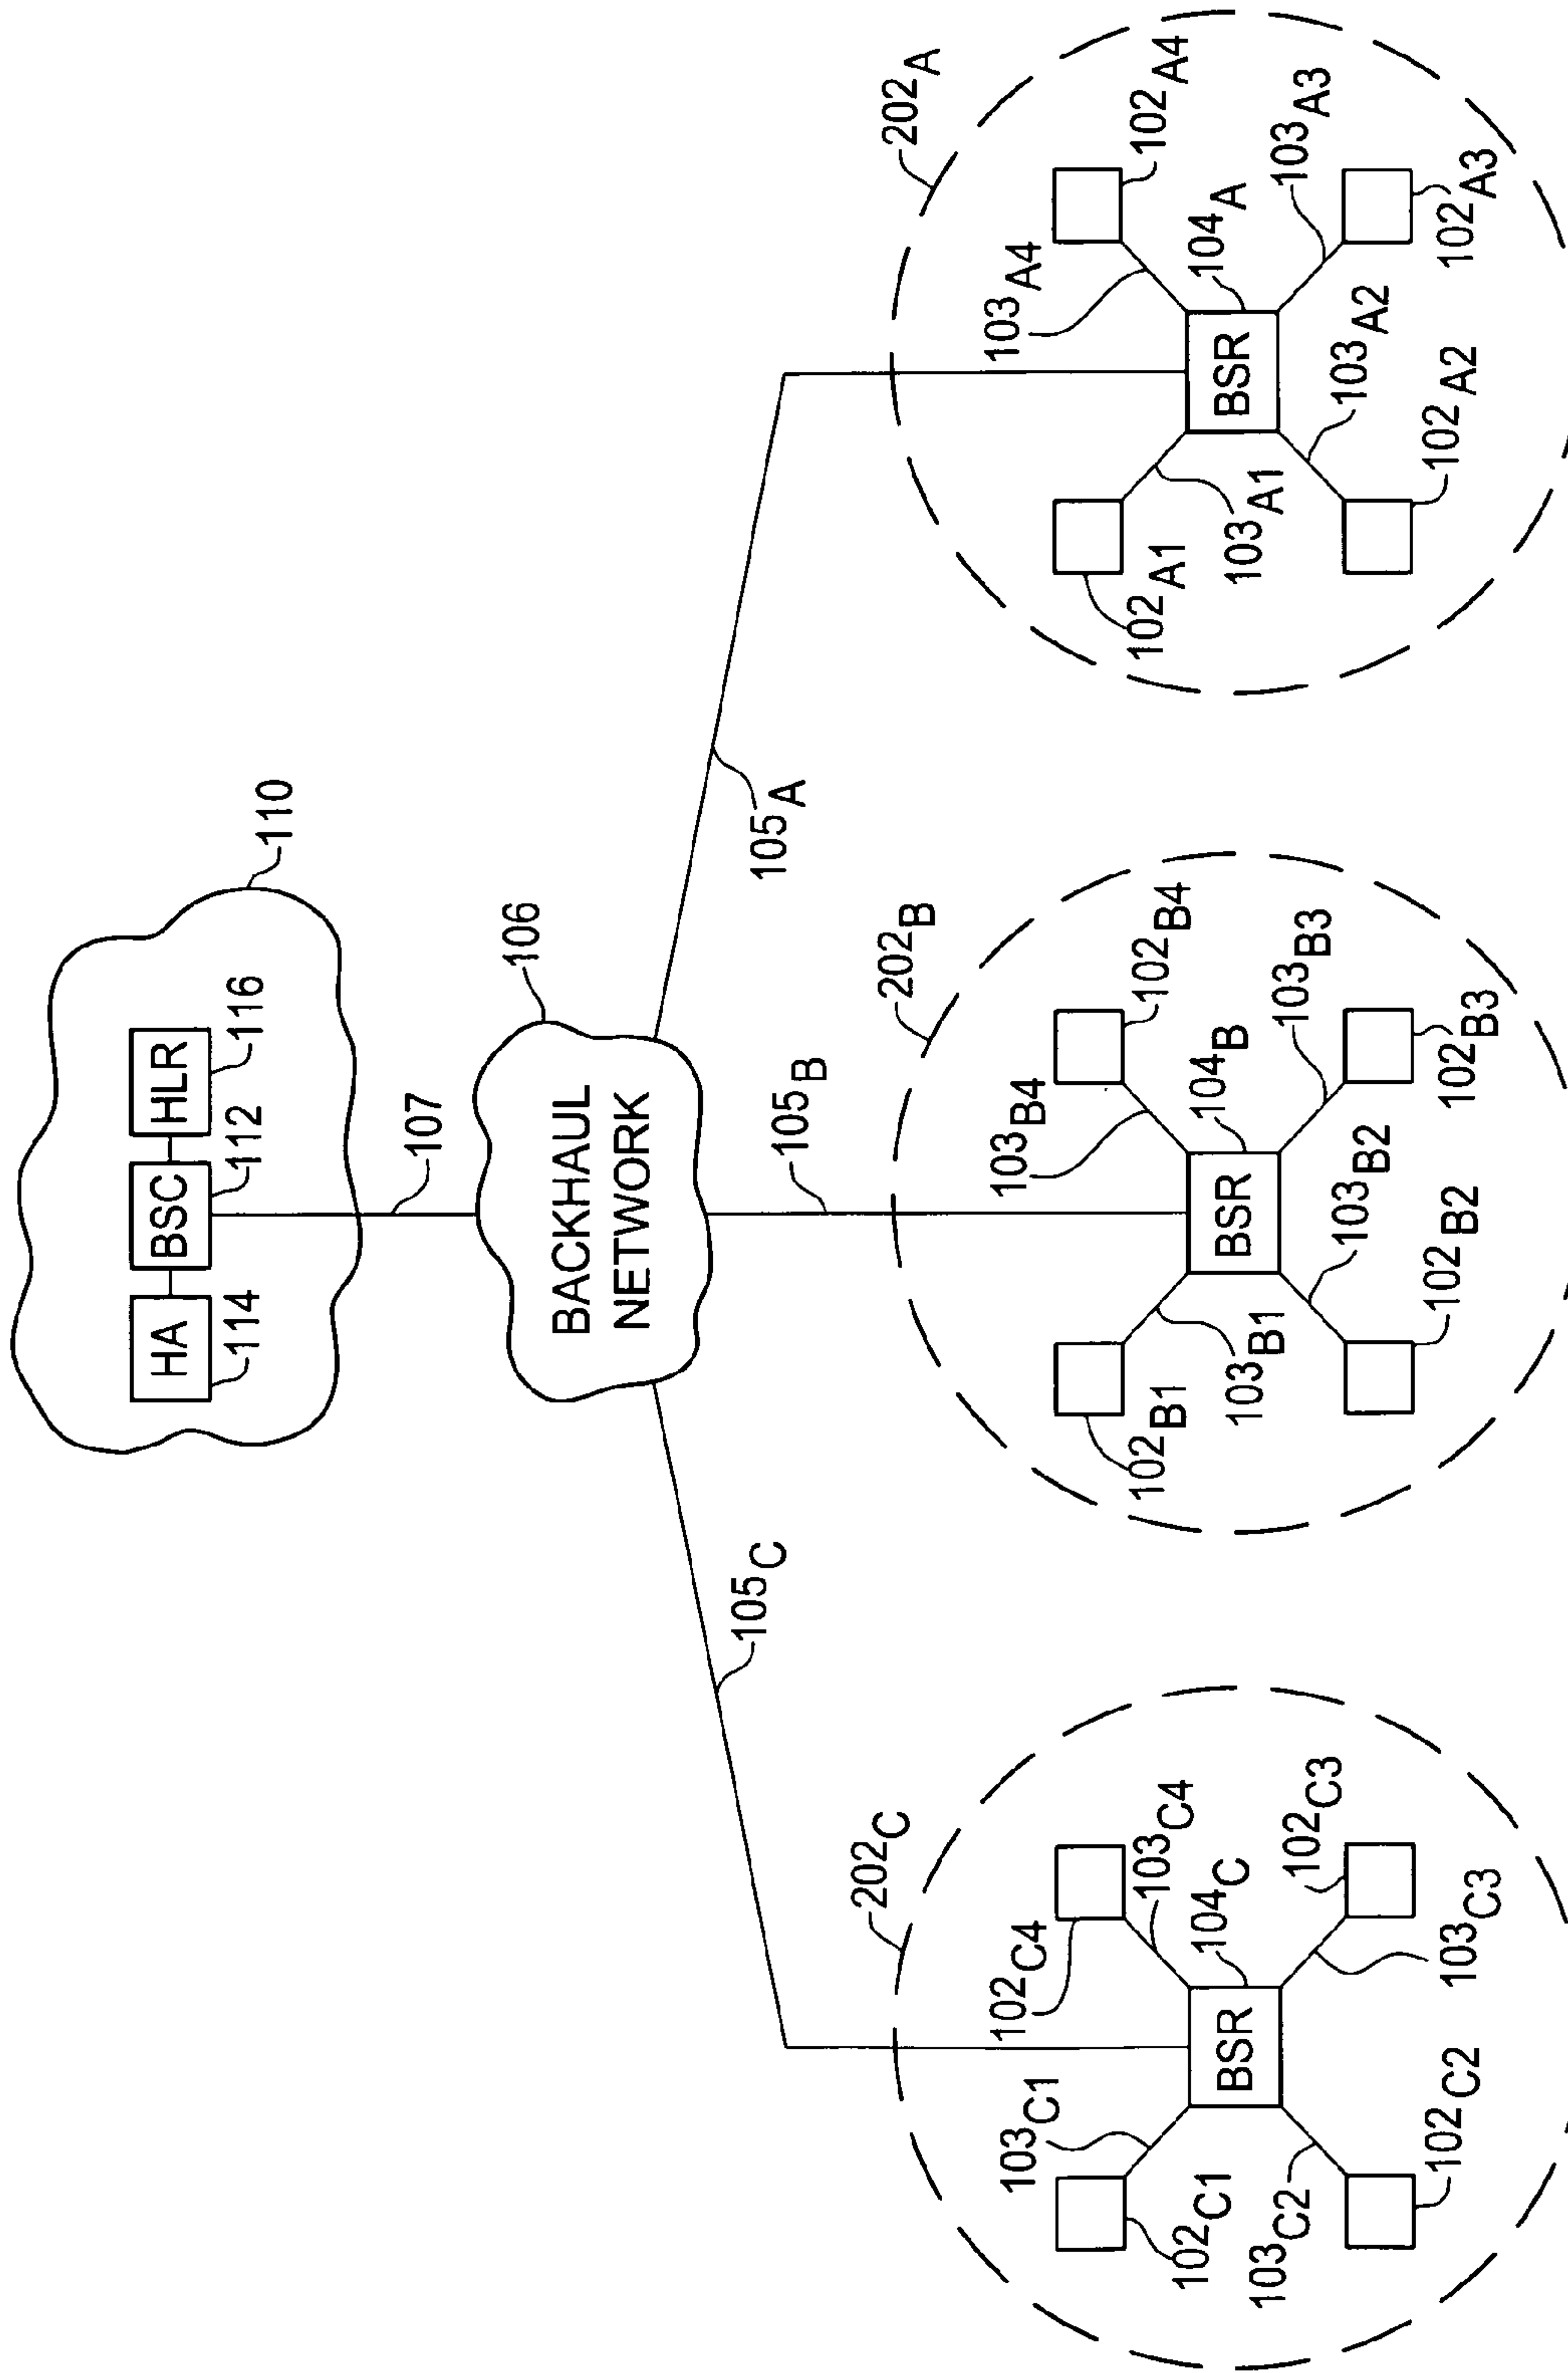 110
HA
BSC
HLR
114
112
116
107
106
BACKHAUL
NETWORK
105C
105B
105A
202C
202B
202A
103C1
102C4
103C4
102C1
104C
BSR
103C2
102C3
102C2
103C3
103B4
102B4
102B1
103B1
104B
BSR
103B3
103B2
102B2
102B3
103A4
102A4
102A1
103A1
104A
BSR
103A3
103A2
102A2
102A3